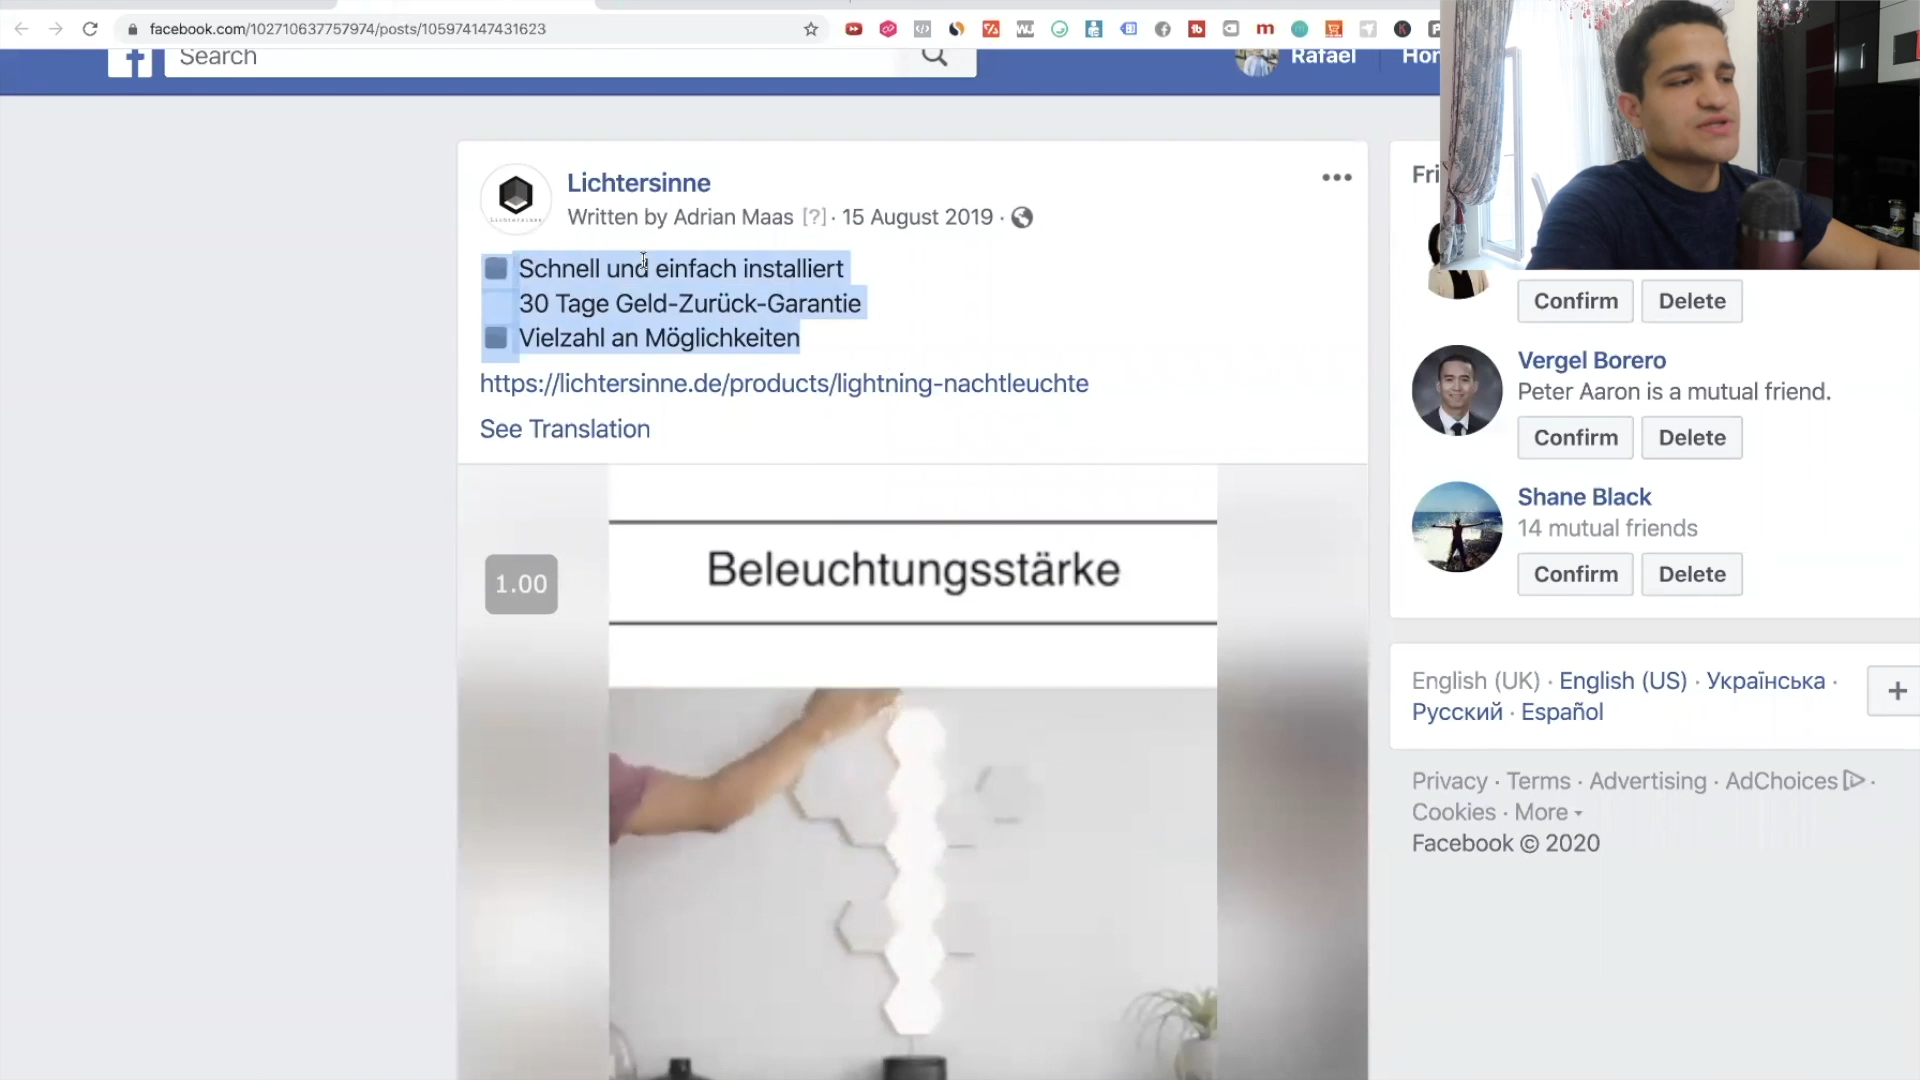 facebook.com/102710637757974/posts/105974147431623
Search
Rafael
Hor
Lichtersinne
Written by Adrian Maas [?] · 15 August 2019 ·
Schnell und einfach installiert
30 Tage Geld-Zurück-Garantie
Vielzahl an Möglichkeiten
https://lichtersinne.de/products/lightning-nachtleuchte
See Translation
1.00
Beleuchtungsstärke
Fri
Confirm Delete
Vergel Borero
Peter Aaron is a mutual friend.
Confirm Delete
Shane Black
14 mutual friends
Confirm Delete
English (UK) · English (US) · Українська ·
Русский · Español
Privacy · Terms · Advertising · AdChoices ·
Cookies · More
Facebook © 2020